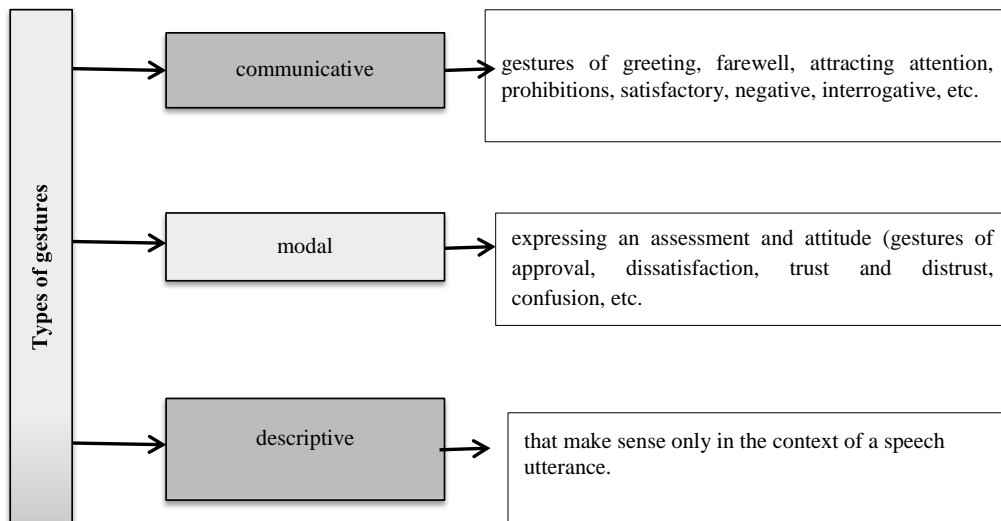 Types of gestures
communicative
gestures of greeting, farewell, attracting attention,
prohibitions, satisfactory, negative, interrogative, etc.
modal
expressing an assessment and attitude (gestures of
approval, dissatisfaction, trust and distrust,
confusion, etc.
descriptive
that make sense only in the context of a speech
utterance.